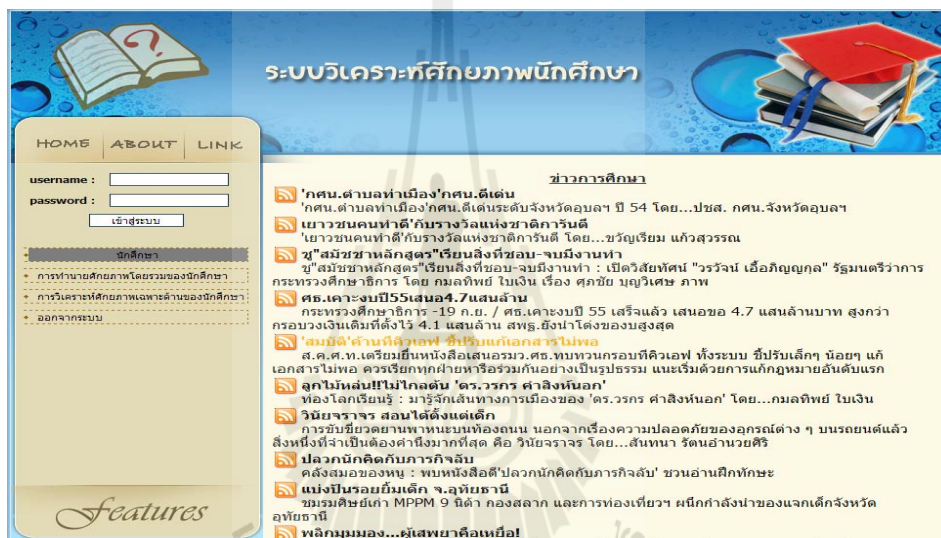 ระบบวิเคราะห์ศักยภาพนักศึกษา
HOME ABOUT LINK
username :
password :
เข้าสู่ระบบ
นักศึกษา
การทำนายศักยภาพโดยรวมของนักศึกษา
การวิเคราะห์ศักยภาพเฉพาะด้านของนักศึกษา
ออกจากระบบ
Features
ข่าวการศึกษา
'กศน.ตำบลท่าเมือง'กศน.ดีเด่น
'กศน.ตำบลท่าเมือง'กศน.ดีเด่นระดับจังหวัดอุบลฯ ปี 54 โดย...ปชส. กศน.จังหวัดอุบลฯ
เยาวชนคนทำดี'กับรางวัลแห่งชาติการันตี
'เยาวชนคนทำดี'กับรางวัลแห่งชาติการันตี โดย...ขวัญเรียม แก้วสุวรรณ
ชู"สมัชชาหลักสูตร"เรียนสิ่งที่ชอบ-จบมีงานทำ
ชู"สมัชชาหลักสูตร"เรียนสิ่งที่ชอบ-จบมีงานทำ : เปิดวิสัยทัศน์ "วรวัจน์ เอื้อภิญญกุล" รัฐมนตรีว่าการ
กระทรวงศึกษาธิการ โดย กมลทิพย์ ใบเงิน เรื่อง ศุภชัย บุญวิเศษ ภาพ
ศธ.เคาะงบปี55เสนอ4.7แสนล้าน
กระทรวงศึกษาธิการ -19 ก.ย. / ศธ.เคาะงบปี 55 เสร็จแล้ว เสนอขอ 4.7 แสนล้านบาท สูงกว่า
กรอบวงเงินเดิมที่ตั้งไว้ 4.1 แสนล้าน สพฐ.ยังนำโด่งของบสูงสุด
'สมบัติ'ค้านทีคิวเอฟ ชี้ปรับแก้เอกสารไม่พอ
ส.ค.ศ.ท.เตรียมยื่นหนังสือเสนอรมว.ศธ.ทบทวนกรอบทีคิวเอฟ ทั้งระบบ ชี้ปรับเล็กๆ น้อยๆ แก้
เอกสารไม่พอ ควรเรียกทุกฝ่ายหารือร่วมกันอย่างเป็นรูปธรรม แนะเริ่มด้วยการแก้กฎหมายอันดับแรก
ลูกไม้หล่น!!ไม่ไกลต้น 'ดร.วรกร คำสิงห์นอก'
ท่องโลกเรียนรู้ : มารู้จักเส้นทางการเมืองของ 'ดร.วรกร คำสิงห์นอก' โดย...กมลทิพย์ ใบเงิน
วินัยจราจร สอนได้ตั้งแต่เด็ก
การขับขี่ยวดยานพาหนะบนท้องถนน นอกจากเรื่องความปลอดภัยของอุกรณ์ต่าง ๆ บนรถยนต์แล้ว
สิ่งหนึ่งที่จำเป็นต้องคำนึงมากที่สุด คือ วินัยจราจร โดย...สันทนา รัตนอำนวยศิริ
ปลวกนักคิดกับภารกิจลับ
คลังสมอของหนู : พบหนังสือดี'ปลวกนักคิดกับภารกิจลับ' ชวนอ่านฝึกทักษะ
แบ่งปันรอยยิ้มเด็ก จ.อุทัยธานี
ชมรมศิษย์เก่า MPPM 9 นิด้า กองสลาก และการท่องเที่ยวฯ ผนึกกำลังนำของแจกเด็กจังหวัด
อุทัยธานี
พลิกมุมมอง...ผู้เสพยาคือเหยื่อ!